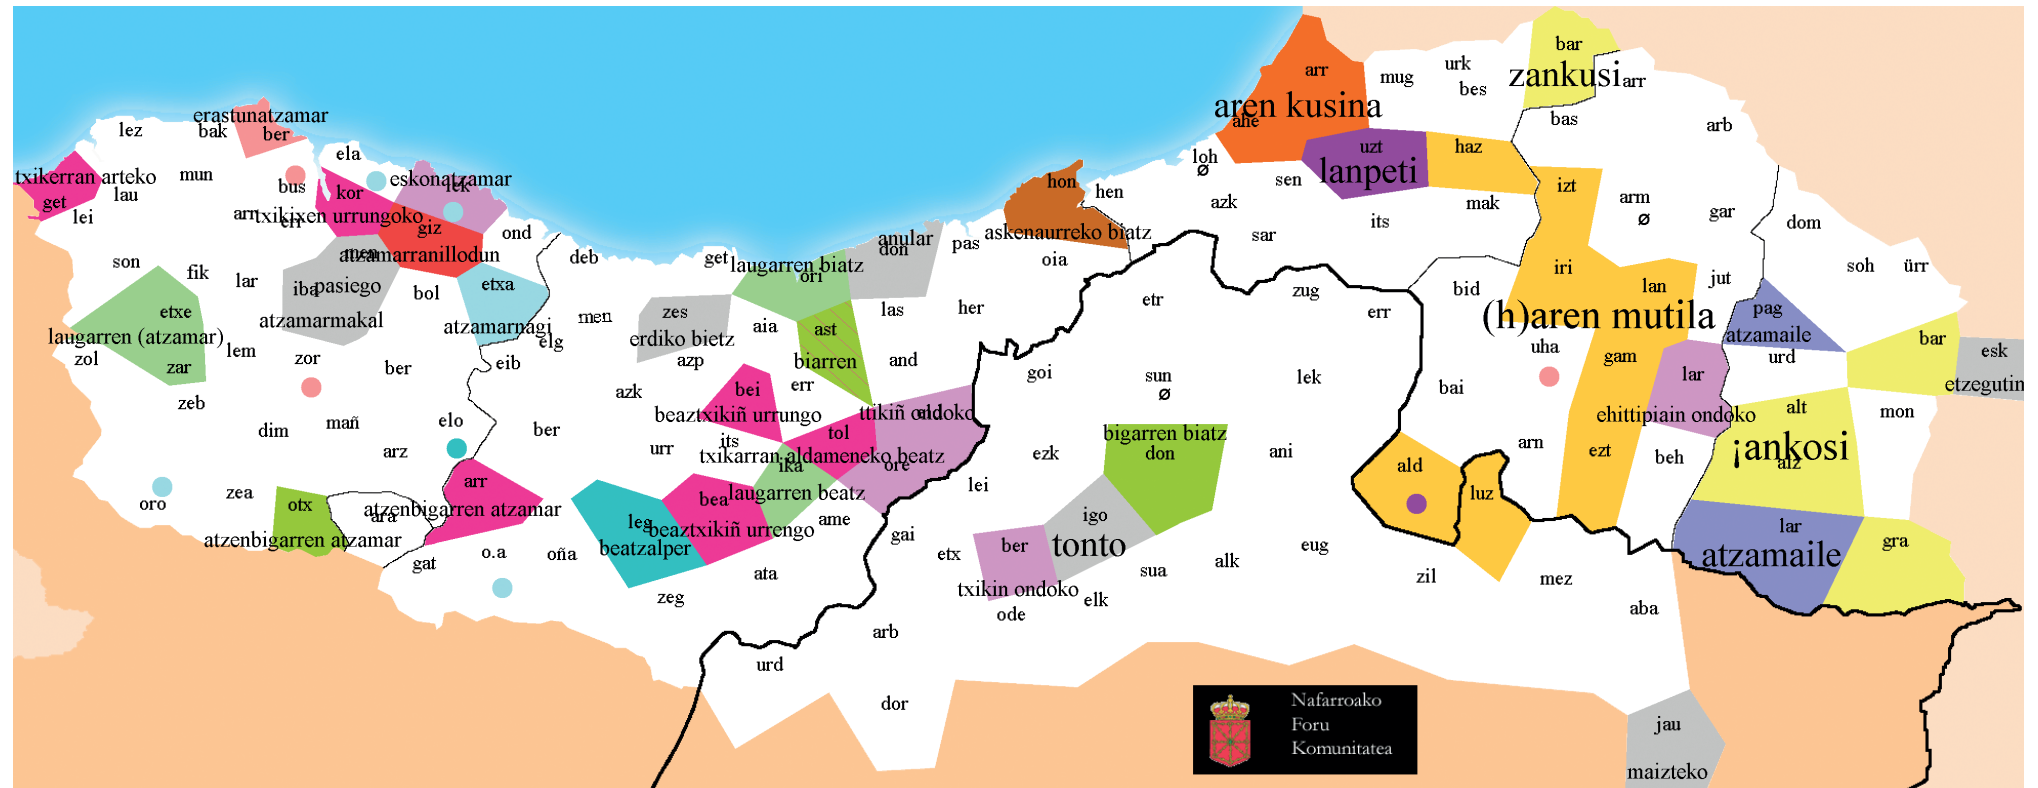 bar
zankusi
arr
urk
arr
mug
bes
aren kusina
ahe
bas
arb
lez
bak
erastunatzamar
ber
ela
uzt
lanpeti
haz
loh
ø
sen
izt
txikerran arteko
get
lau
lei
mun
bus
kor
eskonatzamar
lek
hon
hen
azk
mak
arm
ø
gar
dom
arr
err
txikixen urrungoko
giz
ond
anular
don
pas
askenaurreko biatz
oia
sar
its
men
atzamarranillodun
deb
get
laugarren biatz
ori
son
fik
lar
iba
pasiego
bol
etxa
iri
lan
jut
soh
ürr
etxe
laugarren (atzamar)
atzamarmakal
atzamarnagi
elg
men
zes
erdiko bietz
aia
ast
biarren
las
her
etr
zug
err
bid
(h)aren mutila
pag
atzamaile
bar
esk
etzegutin
zol
zar
lem
zor
ber
eib
azp
and
goi
sun
ø
lek
uha
gam
lar
urd
zeb
azk
bei
err
beaztxikiñ urrungo
ttikiñ ondoko
eld
bai
ehittipiain ondoko
alt
mon
dim
mañ
elo
ber
tol
bigarren biatz
don
arz
urr
its
txikarran aldameneko beatz
ika
ore
ezk
ani
ald
arn
ezt
beh
¡ankosi
alz
oro
zea
otx
arr
atzenbigarren atzamar
ara
atzenbigarren atzamar
leg
bea
laugarren beatz
beaztxikiñ urrengo
beatzalper
ame
lei
igo
luz
lar
atzamaile
gra
gat
o.a
oña
ata
zeg
gai
etx
ber
tonto
txikin ondoko
ode
elk
sua
alk
eug
zil
mez
aba
arb
urd
dor
Nafarroako
Foru
Komunitatea
jau
maizteko